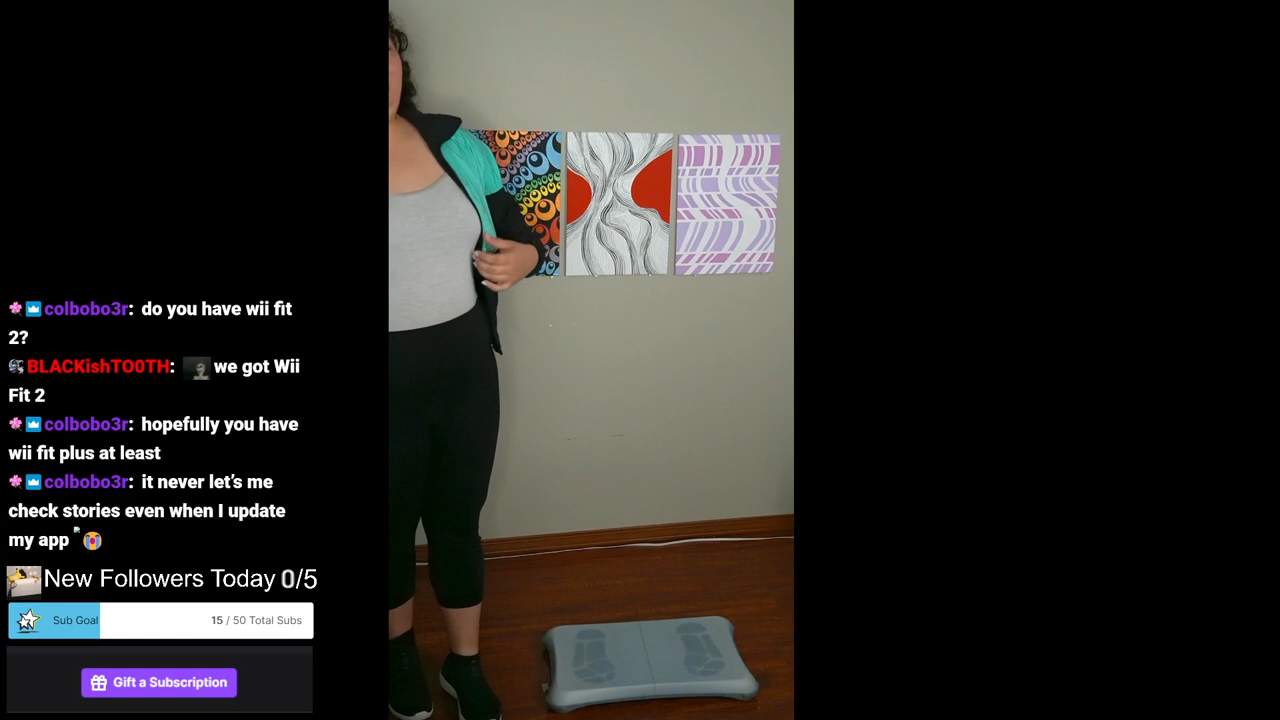 colbobo3r: do you have wii fit
2?
BLACKishTO0TH: we got Wii
Fit 2
colbobo3r: hopefully you have
wii fit plus at least
colbobo3r: it never let's me
check stories even when I update
my app
New Followers Today 0/5
Sub Goal 15 / 50 Total Subs
Gift a Subscription